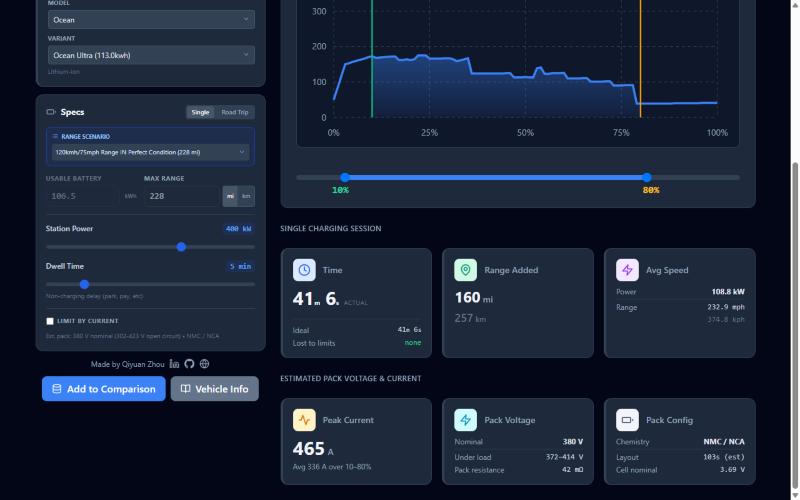 MODEL
Ocean
VARIANT
Ocean Ultra (113.0kwh)
Lithium-ion
Specs
Single
Road Trip
RANGE SCENARIO
120kmh/75mph Range IN Perfect Condition (228 mi)
USABLE BATTERY
MAX RANGE
106.5
kWh
228
mi
km
Station Power
400 kW
Dwell Time
5 min
Non-charging delay (park, pay, etc)
LIMIT BY CURRENT
Est. pack: 380 V nominal (302–423 V open circuit) • NMC / NCA
Made by Qiyuan Zhou
Add to Comparison
Vehicle Info
300
200
100
0
0%
25%
50%
75%
100%
10%
80%
SINGLE CHARGING SESSION
Time
41m 6s ACTUAL
Ideal
41m 6s
Lost to limits
none
Range Added
160 mi
257 km
Avg Speed
Power
108.8 kW
Range
232.9 mph
374.8 kph
ESTIMATED PACK VOLTAGE & CURRENT
Peak Current
465 A
Avg 336 A over 10–80%
Pack Voltage
Nominal
380 V
Under load
372–414 V
Pack resistance
42 mΩ
Pack Config
Chemistry
NMC / NCA
Layout
103s (est)
Cell nominal
3.69 V